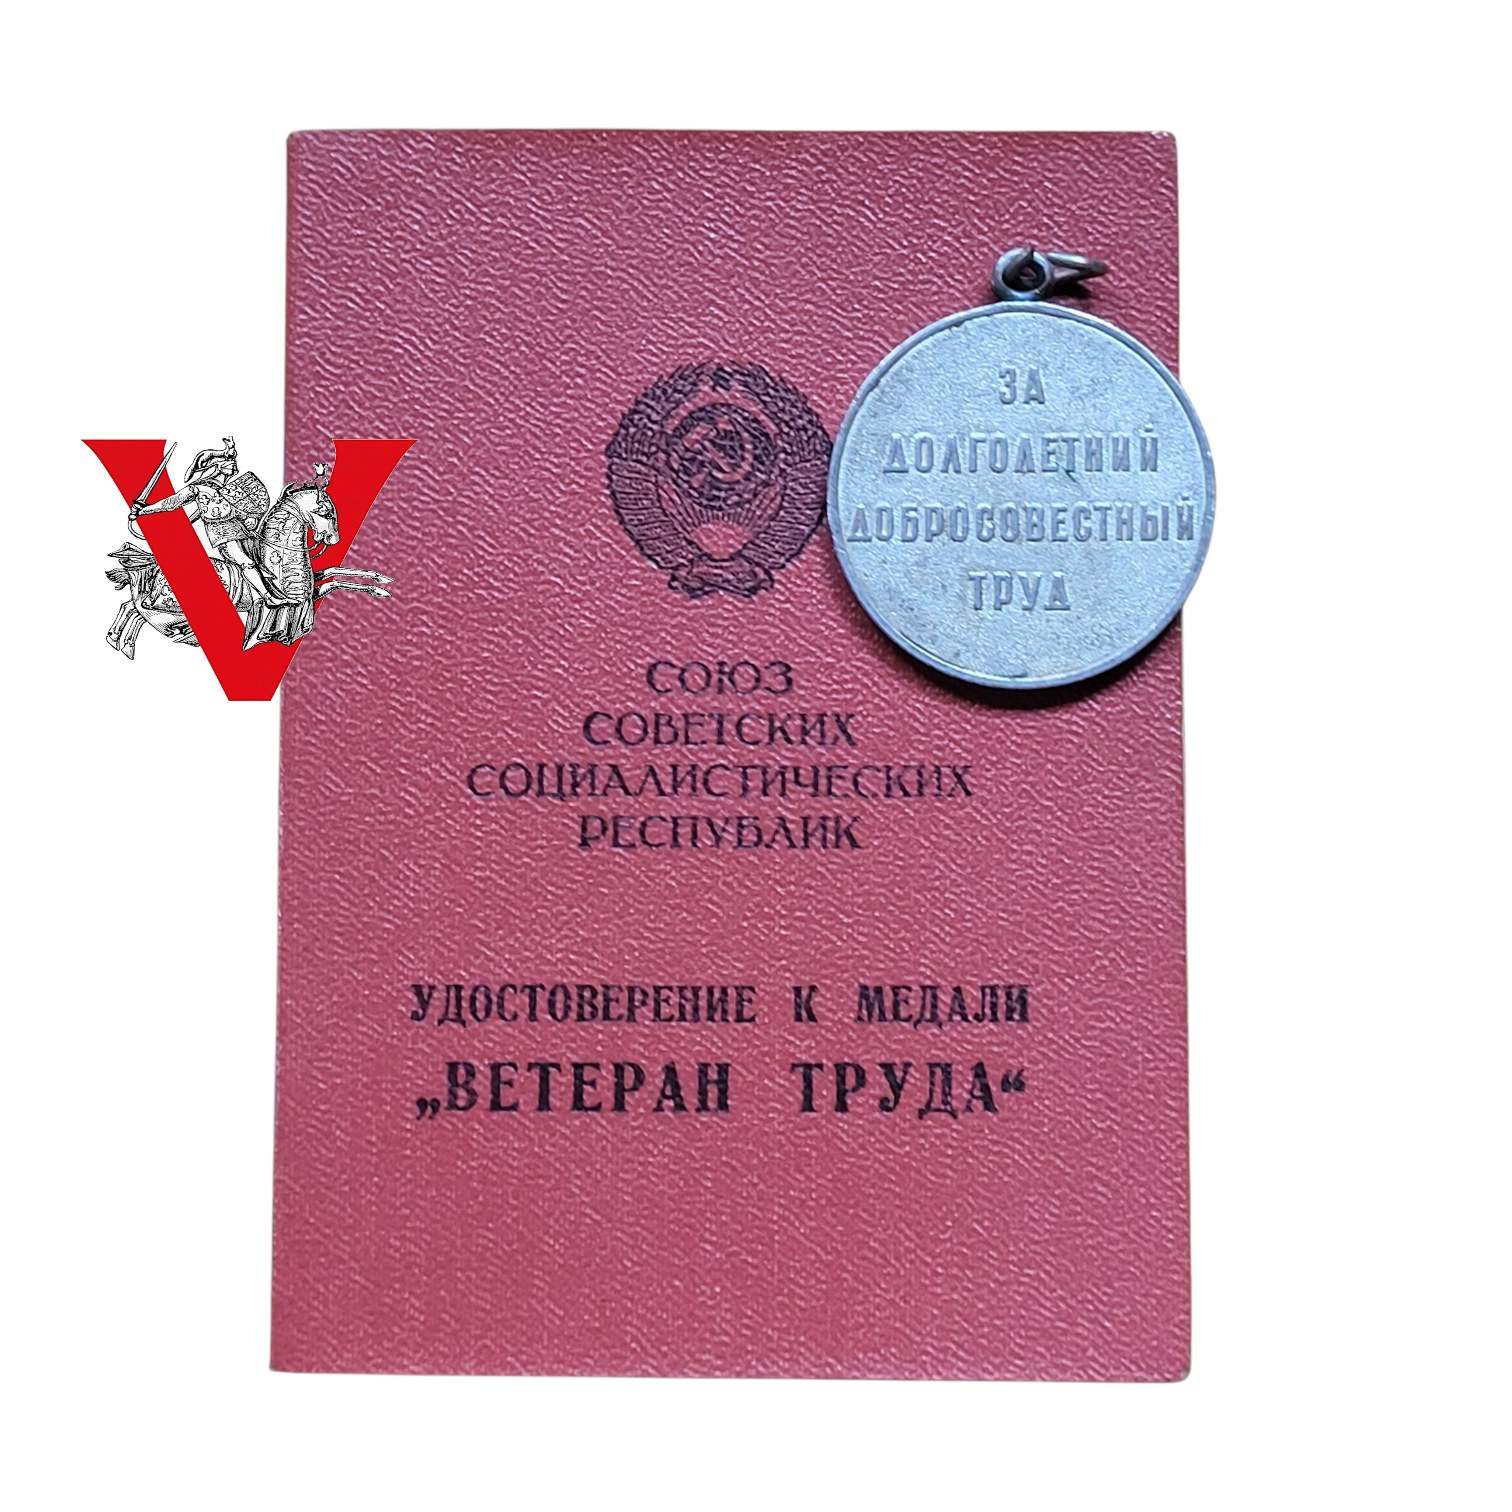 ЗА
ДОЛГОЛЕТНИЙ
ДОБРОСОВЕСТНЫЙ
ТРУД
V
СОЮЗ
СОВЕТСКИХ
СОЦИАЛИСТИЧЕСКИХ
РЕСПУБЛИК
УДОСТОВЕРЕНИЕ К МЕДАЛИ
„ВЕТЕРАН ТРУДА“